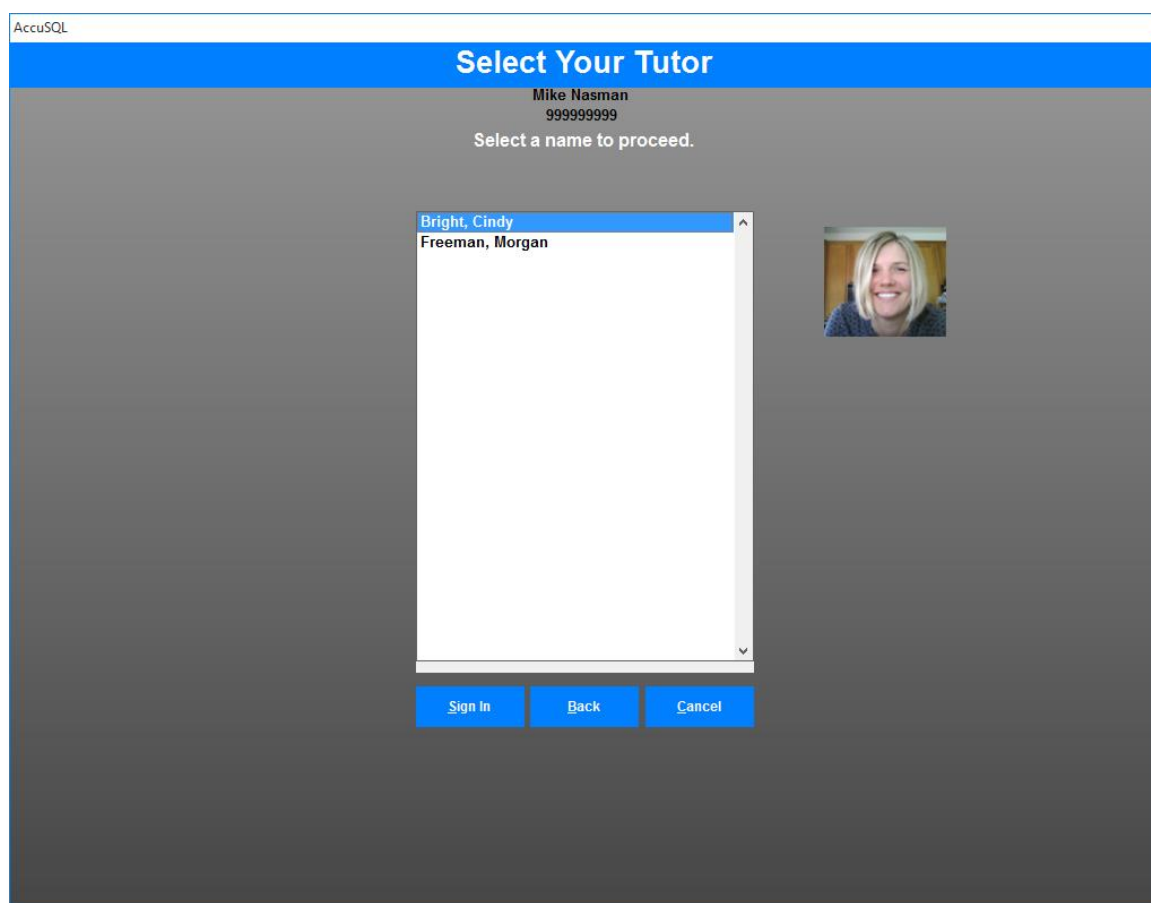 AccuSQL
Select Your Tutor
Mike Nasman
999999999
Select a name to proceed.
Bright, Cindy
Freeman, Morgan
Sign In
Back
Cancel